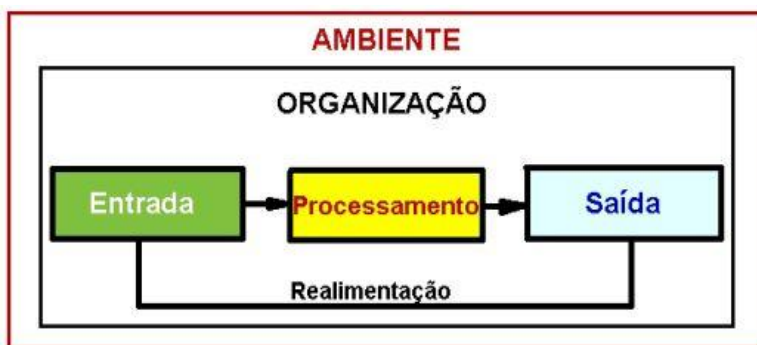 AMBIENTE
ORGANIZAÇÃO
Entrada
Processamento
Saída
Realimentação